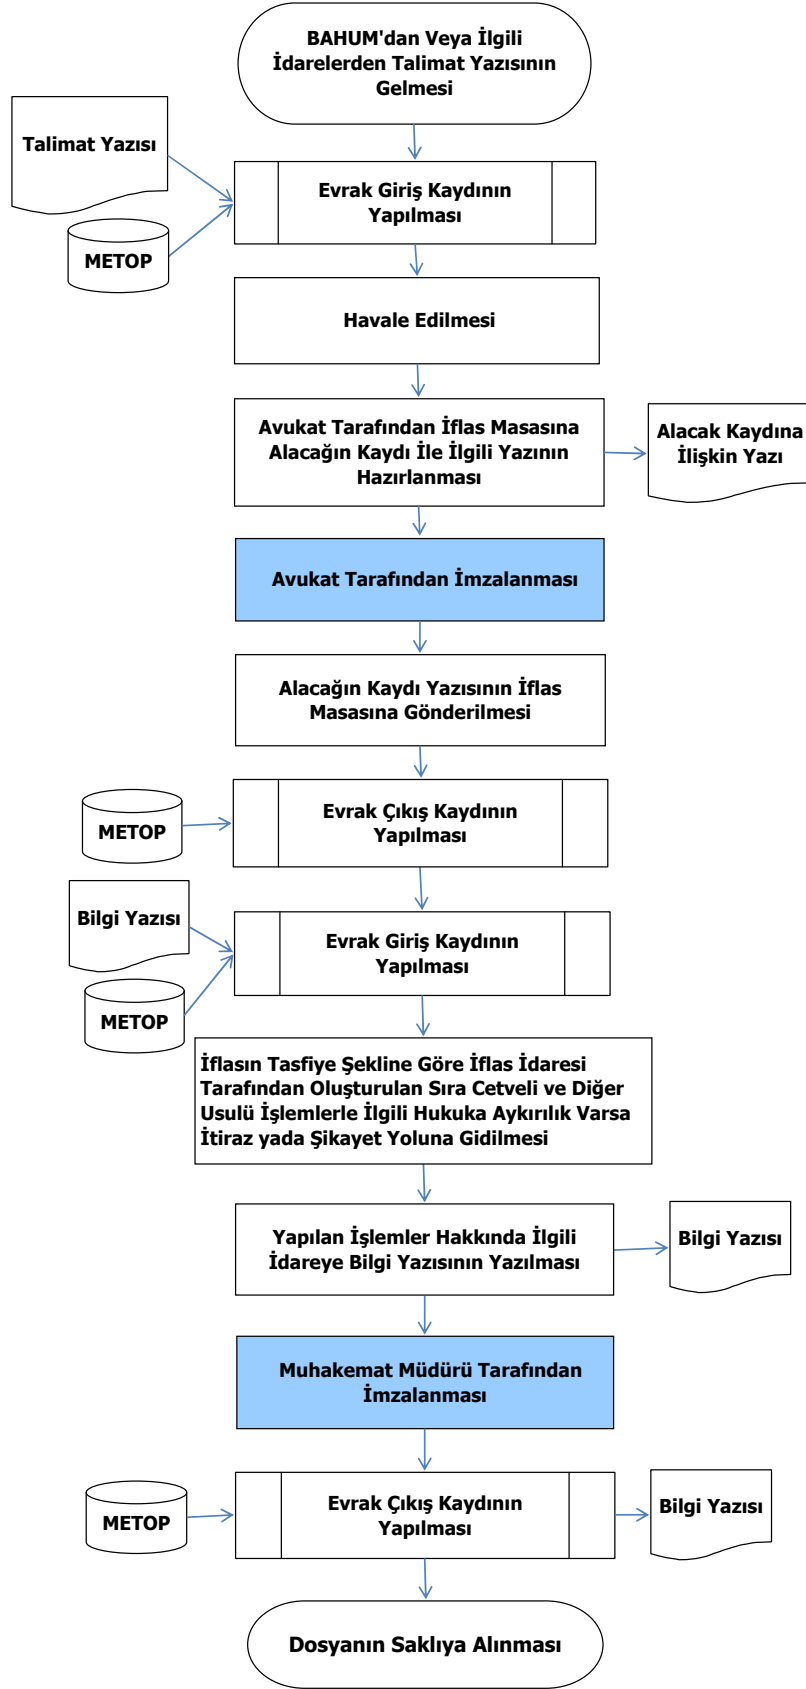 BAHUM'dan Veya İlgili
İdarelerden Talimat Yazısının
Gelmesi
Talimat Yazısı
Evrak Giriş Kaydının
Yapılması
METOP
Havale Edilmesi
Avukat Tarafından İflas Masasına
Alacağın Kaydı İle İlgili Yazının
Hazırlanması
Alacak Kaydına
İlişkin Yazı
Avukat Tarafından İmzalanması
Alacağın Kaydı Yazısının İflas
Masasına Gönderilmesi
METOP
Evrak Çıkış Kaydının
Yapılması
Bilgi Yazısı
Evrak Giriş Kaydının
Yapılması
METOP
İflasın Tasfiye Şekline Göre İflas İdaresi
Tarafından Oluşturulan Sıra Cetveli ve Diğer
Usulü İşlemlerle İlgili Hukuka Aykırılık Varsa
İtiraz yada Şikayet Yoluna Gidilmesi
Yapılan İşlemler Hakkında İlgili
İdareye Bilgi Yazısının Yazılması
Bilgi Yazısı
Muhakemat Müdürü Tarafından
İmzalanması
METOP
Evrak Çıkış Kaydının
Yapılması
Bilgi Yazısı
Dosyanın Saklıya Alınması